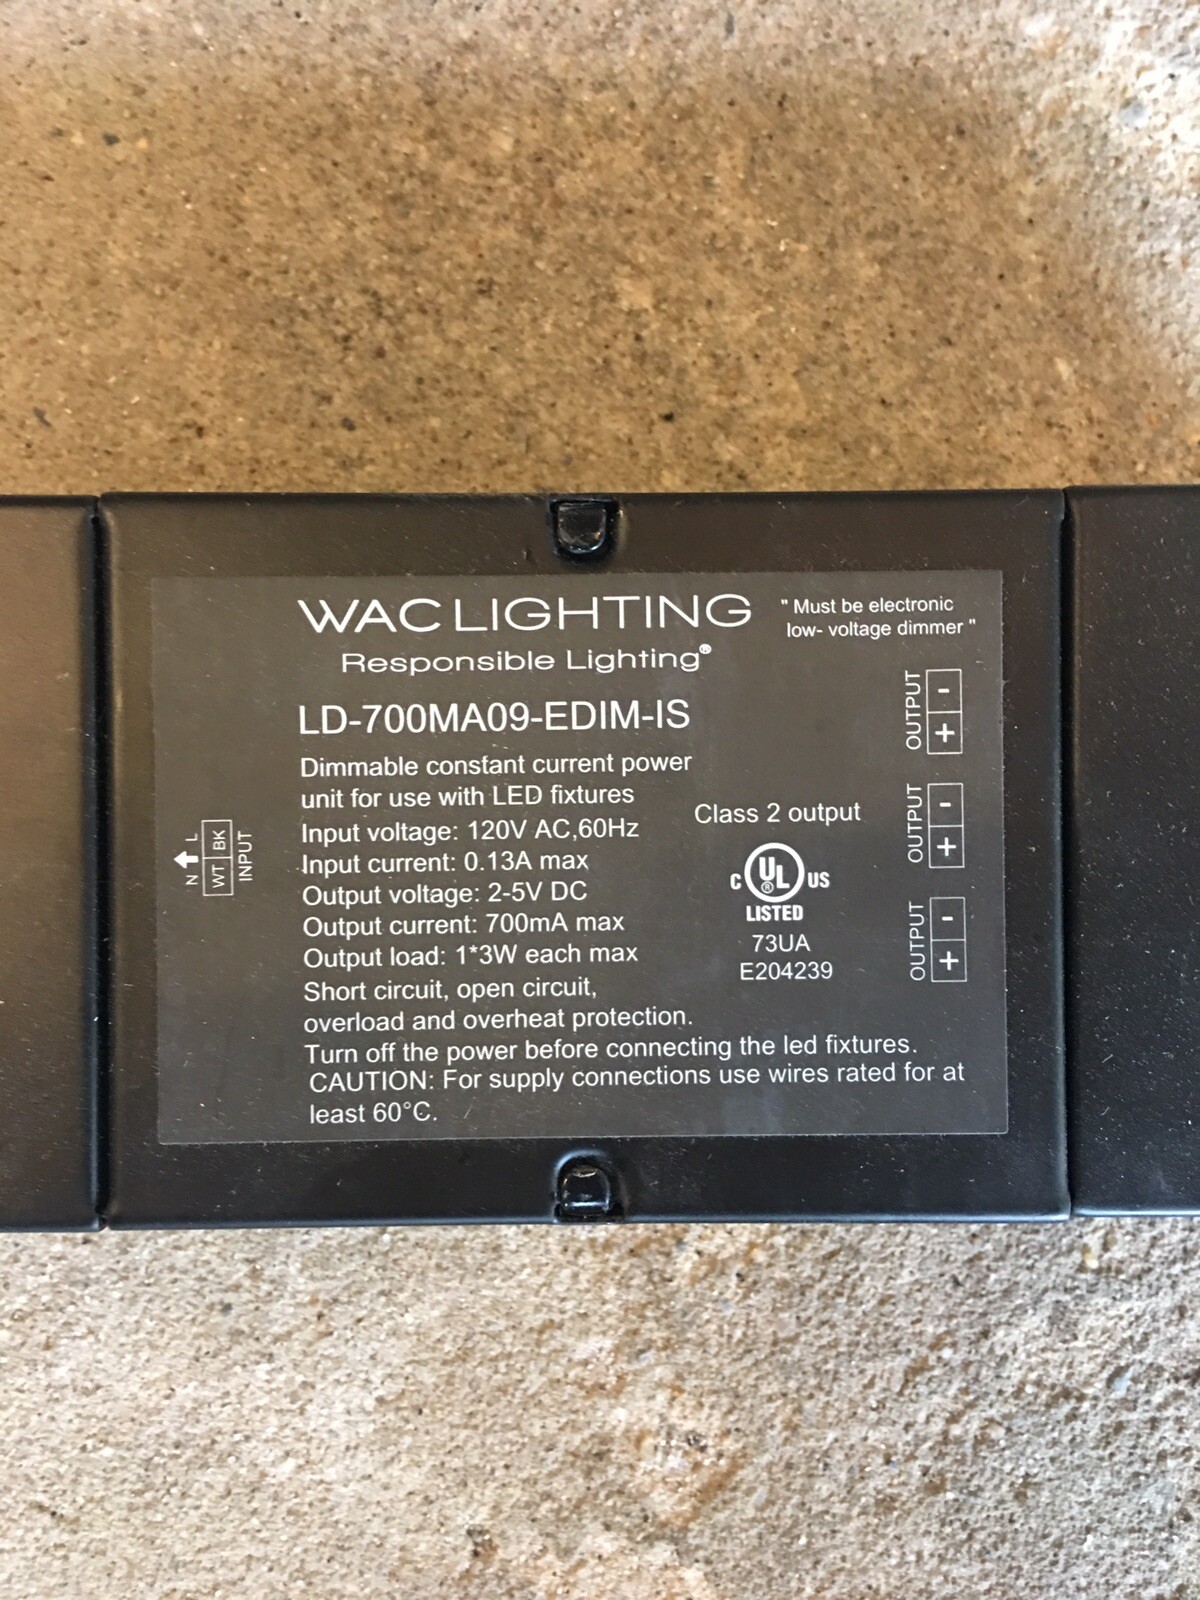 WAC LIGHTING
Responsible Lighting®
" Must be electronic
low- voltage dimmer "
LD-700MA09-EDIM-IS
Dimmable constant current power
unit for use with LED fixtures
Input voltage: 120V AC,60Hz
Input current: 0.13A max
Output voltage: 2-5V DC
Output current: 700mA max
Output load: 1*3W each max
Short circuit, open circuit,
overload and overheat protection.
Turn off the power before connecting the led fixtures.
CAUTION: For supply connections use wires rated for at
least 60°C.
Class 2 output
C UL® US
LISTED
73UA
E204239
N L
WT BK
INPUT
OUTPUT
- +
OUTPUT
- +
OUTPUT
- +